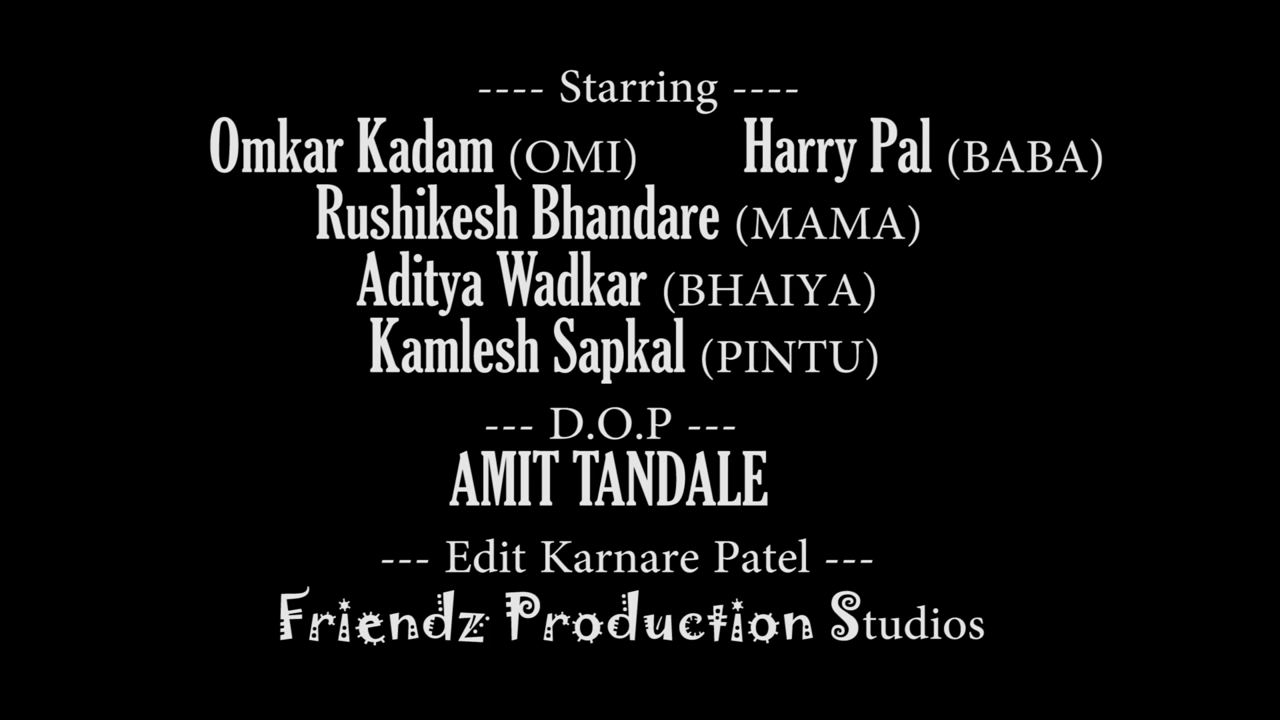 ---- Starring ----
Omkar Kadam (OMI) Harry Pal (BABA)
Rushikesh Bhandare (MAMA)
Aditya Wadkar (BHAIYA)
Kamlesh Sapkal (PINTU)
--- D.O.P ---
AMIT TANDALE
--- Edit Karnare Patel ---
Friendz Production Studios